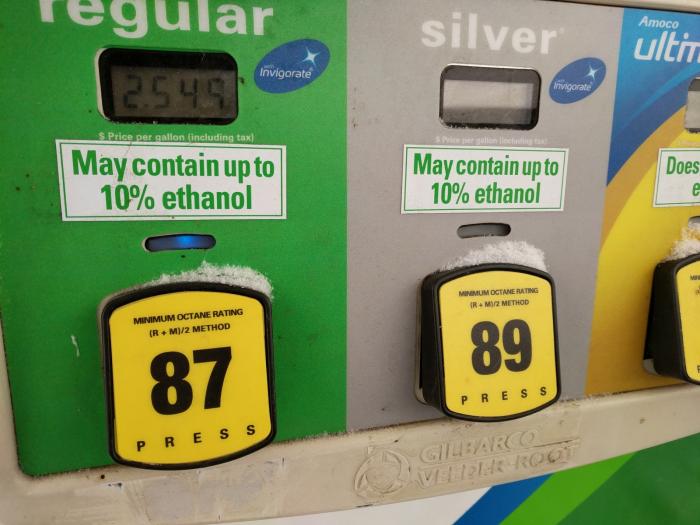 regular
with
Invigorate
2.549
$ Price per gallon (including tax)
May contain up to
10% ethanol
MINIMUM OCTANE RATING
(R + M)/2 METHOD
87
PRESS
silver
with
Invigorate
$ Price per gallon (including tax)
May contain up to
10% ethanol
MINIMUM OCTANE RATING
(R + M)/2 METHOD
89
PRESS
Amoco
ultim
Does
e
GILBARCO
VEEDER-ROOT